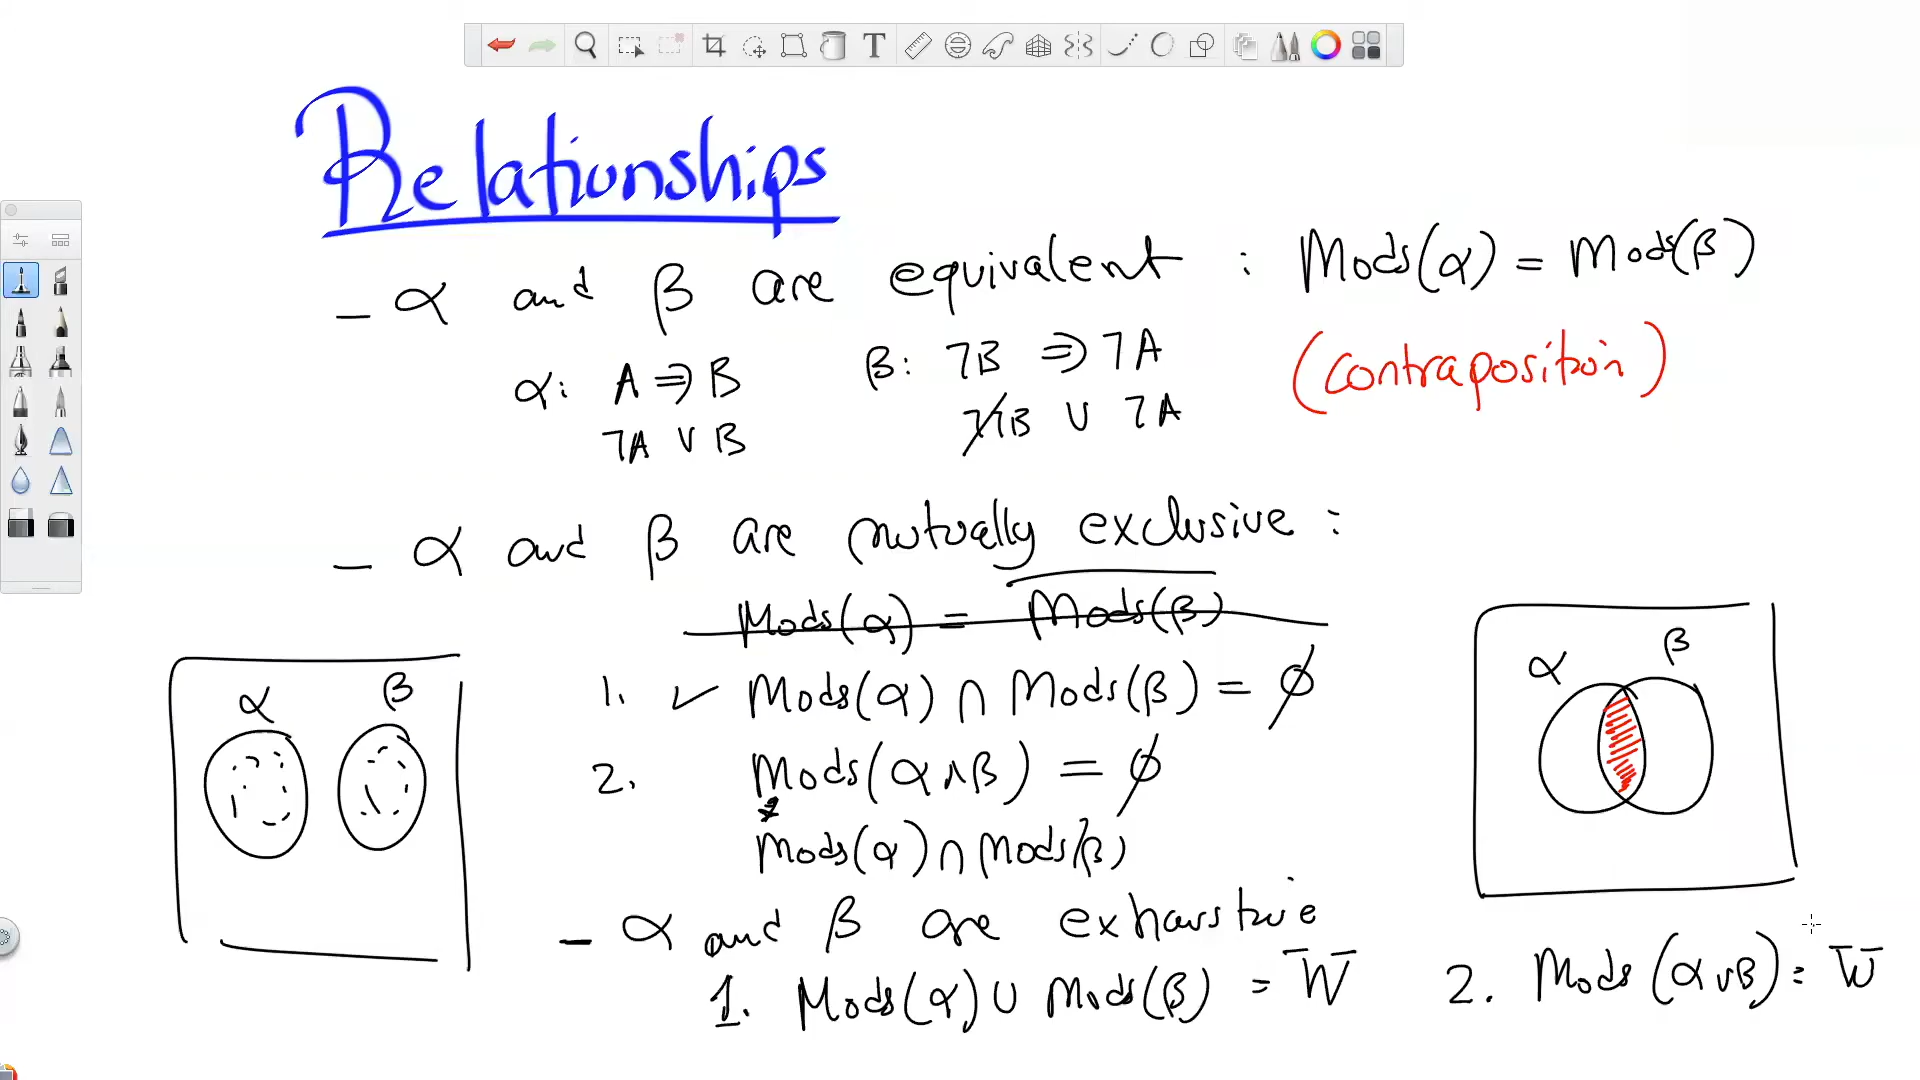 Relationships
- α and β are equivalent : Mods(α) = Mods(β)
α: A ⇒ B β: ¬B ⇒ ¬A (contraposition)
¬A ∨ B ¬¬B ∨ ¬A
- α and β are mutually exclusive :
Mods(α) = Mods(β)
1. ✓ Mods(α) ∩ Mods(β) = ∅
2. Mods(α ∧ β) = ∅
Mods(α) ∩ Mods(β)
- α and β are exhaustive
1. Mods(α) ∪ Mods(β) = W
2. Mods(α ∨ β) = W
α β
α β
T